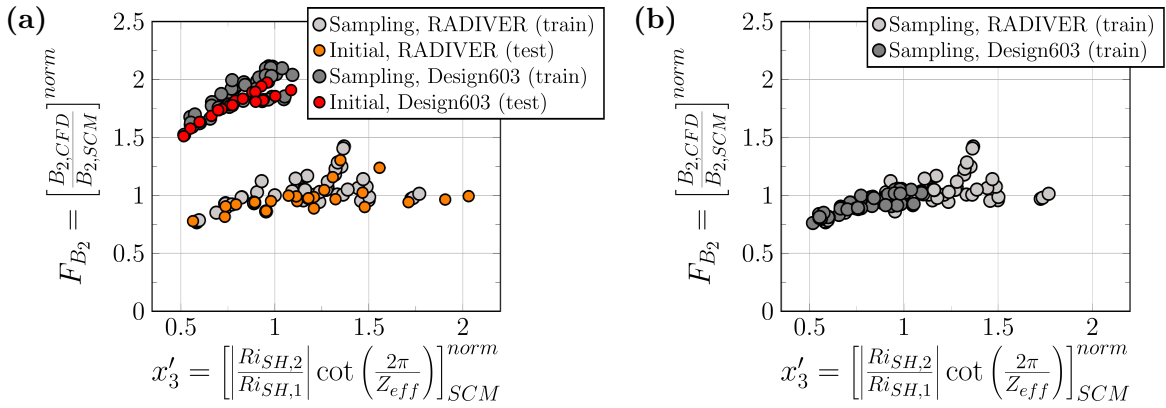 (a)
F_{B_2} = [B_{2,CFD} / B_{2,SCM}]^{norm}
2.5
2
1.5
1
0.5
0
0.5 1 1.5 2
x'_3 = [|Ri_{SH,2} / Ri_{SH,1}| cot (2π / Z_{eff})]^{norm}_{SCM}
Sampling, RADIVER (train)
Initial, RADIVER (test)
Sampling, Design603 (train)
Initial, Design603 (test)
(b)
F_{B_2} = [B_{2,CFD} / B_{2,SCM}]^{norm}
2.5
2
1.5
1
0.5
0
0.5 1 1.5 2
x'_3 = [|Ri_{SH,2} / Ri_{SH,1}| cot (2π / Z_{eff})]^{norm}_{SCM}
Sampling, RADIVER (train)
Sampling, Design603 (train)